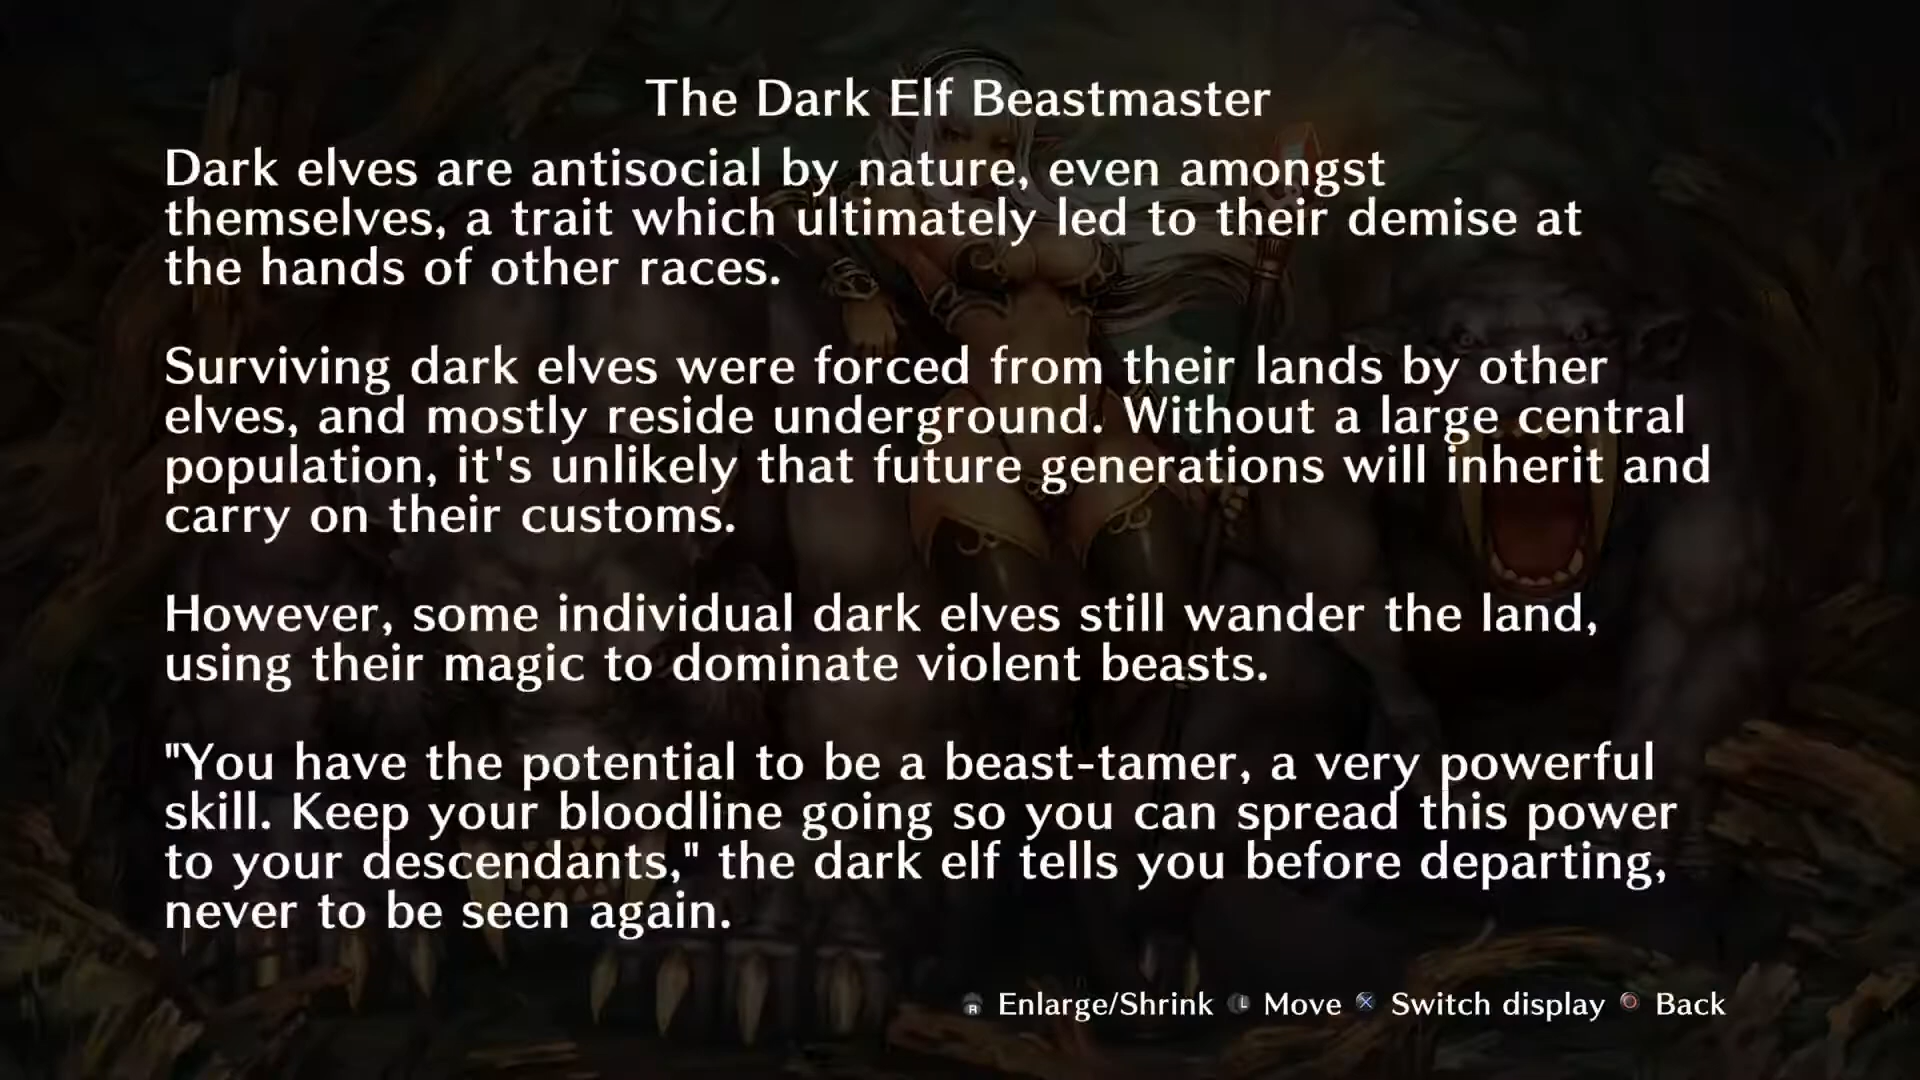 The Dark Elf Beastmaster
Dark elves are antisocial by nature, even amongst
themselves, a trait which ultimately led to their demise at
the hands of other races.
Surviving dark elves were forced from their lands by other
elves, and mostly reside underground. Without a large central
population, it's unlikely that future generations will inherit and
carry on their customs.
However, some individual dark elves still wander the land,
using their magic to dominate violent beasts.
"You have the potential to be a beast-tamer, a very powerful
skill. Keep your bloodline going so you can spread this power
to your descendants," the dark elf tells you before departing,
never to be seen again.
R Enlarge/Shrink L Move X Switch display O Back